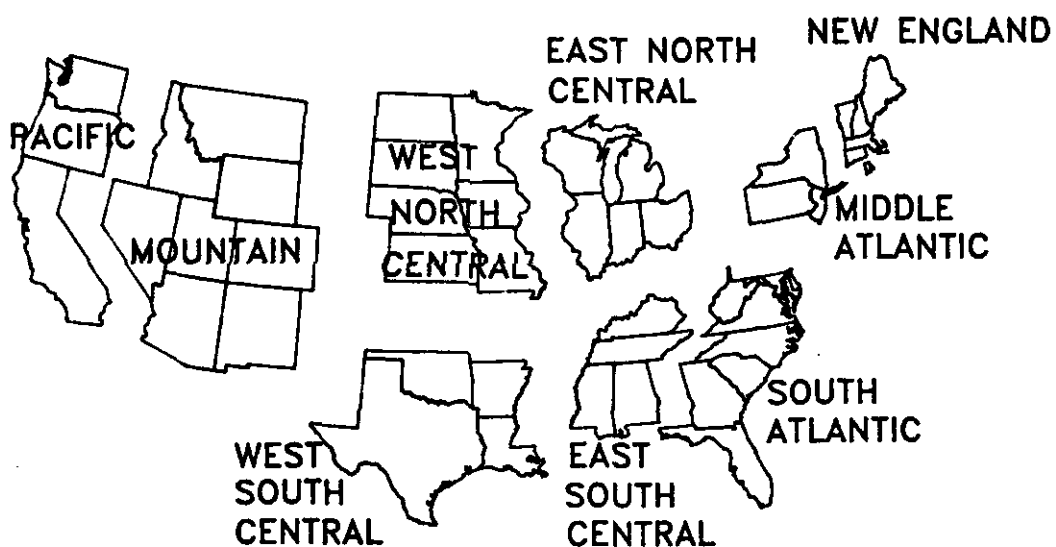 NEW ENGLAND
EAST NORTH
CENTRAL
PACIFIC
WEST
NORTH
CENTRAL
MOUNTAIN
MIDDLE
ATLANTIC
SOUTH
ATLANTIC
WEST
SOUTH
CENTRAL
EAST
SOUTH
CENTRAL